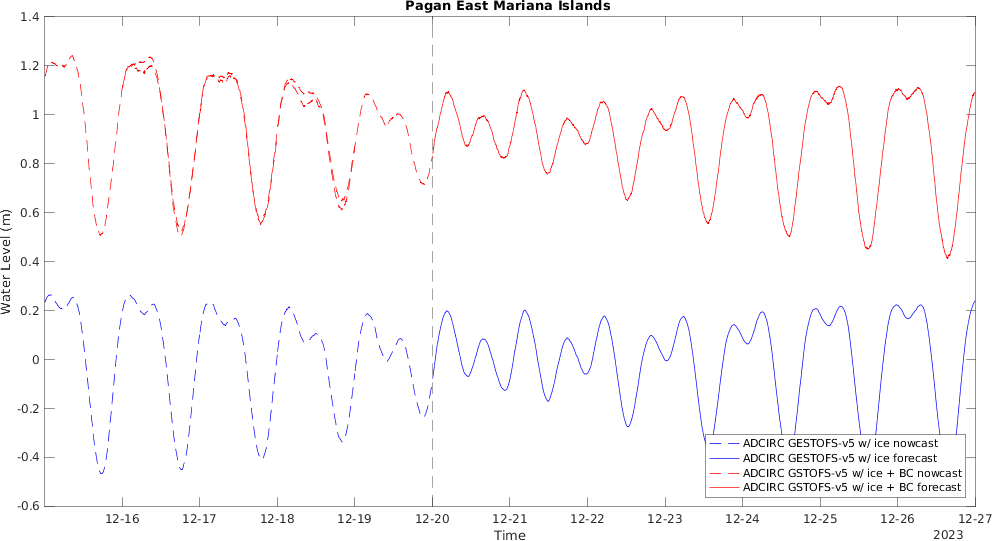 Pagan East Mariana Islands
1.4
1.2
1
0.8
0.6
0.4
0.2
0
-0.2
-0.4
-0.6
Water Level (m)
ADCIRC GESTOFS-v5 w/ ice nowcast
ADCIRC GESTOFS-v5 w/ ice forecast
ADCIRC GSTOFS-v5 w/ ice + BC nowcast
ADCIRC GSTOFS-v5 w/ ice + BC forecast
12-16 12-17 12-18 12-19 12-20 12-21 12-22 12-23 12-24 12-25 12-26 12-27
Time
2023